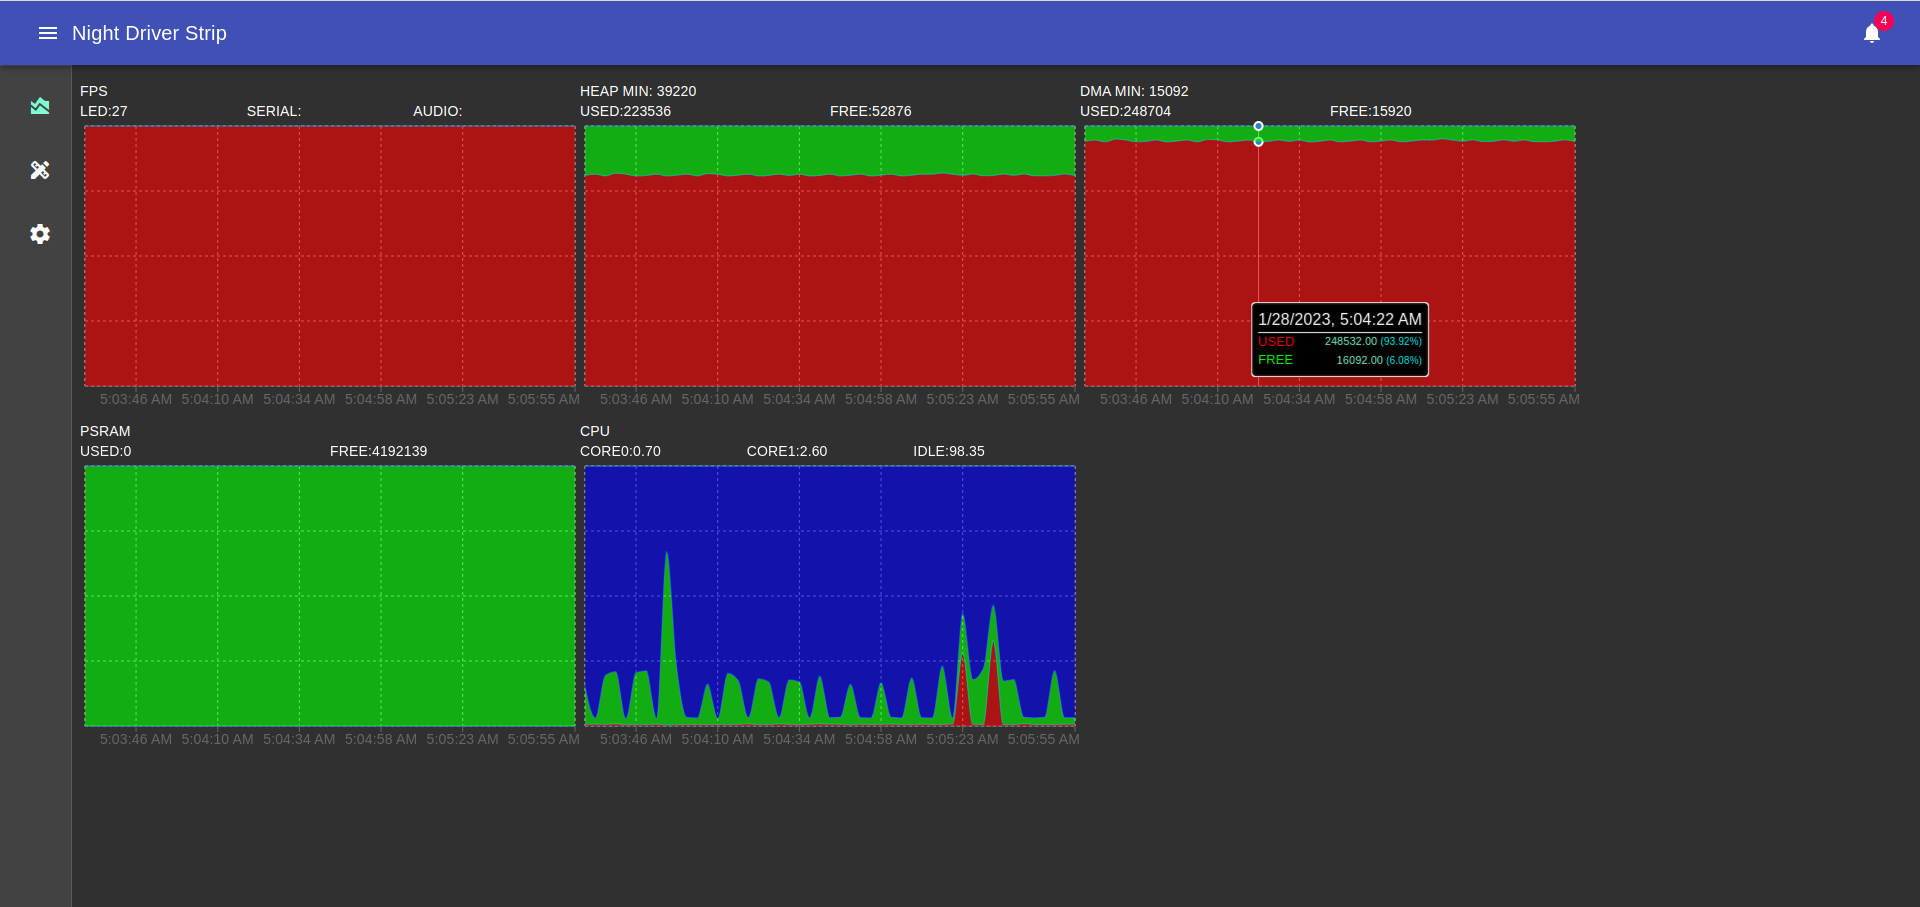 Night Driver Strip
4
FPS
LED:27 SERIAL: AUDIO:
5:03:46 AM 5:04:10 AM 5:04:34 AM 5:04:58 AM 5:05:23 AM 5:05:55 AM
HEAP MIN: 39220
USED:223536 FREE:52876
5:03:46 AM 5:04:10 AM 5:04:34 AM 5:04:58 AM 5:05:23 AM 5:05:55 AM
DMA MIN: 15092
USED:248704 FREE:15920
1/28/2023, 5:04:22 AM
USED 248532.00 (93.92%)
FREE 16092.00 (6.08%)
5:03:46 AM 5:04:10 AM 5:04:34 AM 5:04:58 AM 5:05:23 AM 5:05:55 AM
PSRAM
USED:0 FREE:4192139
5:03:46 AM 5:04:10 AM 5:04:34 AM 5:04:58 AM 5:05:23 AM 5:05:55 AM
CPU
CORE0:0.70 CORE1:2.60 IDLE:98.35
5:03:46 AM 5:04:10 AM 5:04:34 AM 5:04:58 AM 5:05:23 AM 5:05:55 AM